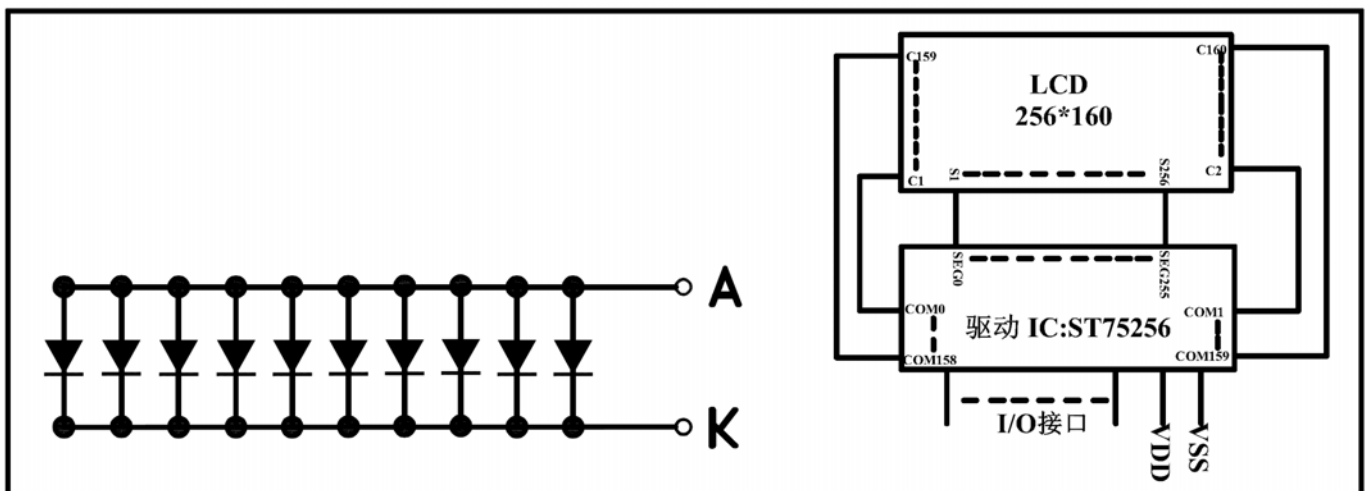 C159
C160
LCD
256*160
C1
S1
S256
C2
A
SEG0
SEG255
COM0
COM1
驱动 IC:ST75256
COM158
COM159
K
I/O接口
VDD
VSS